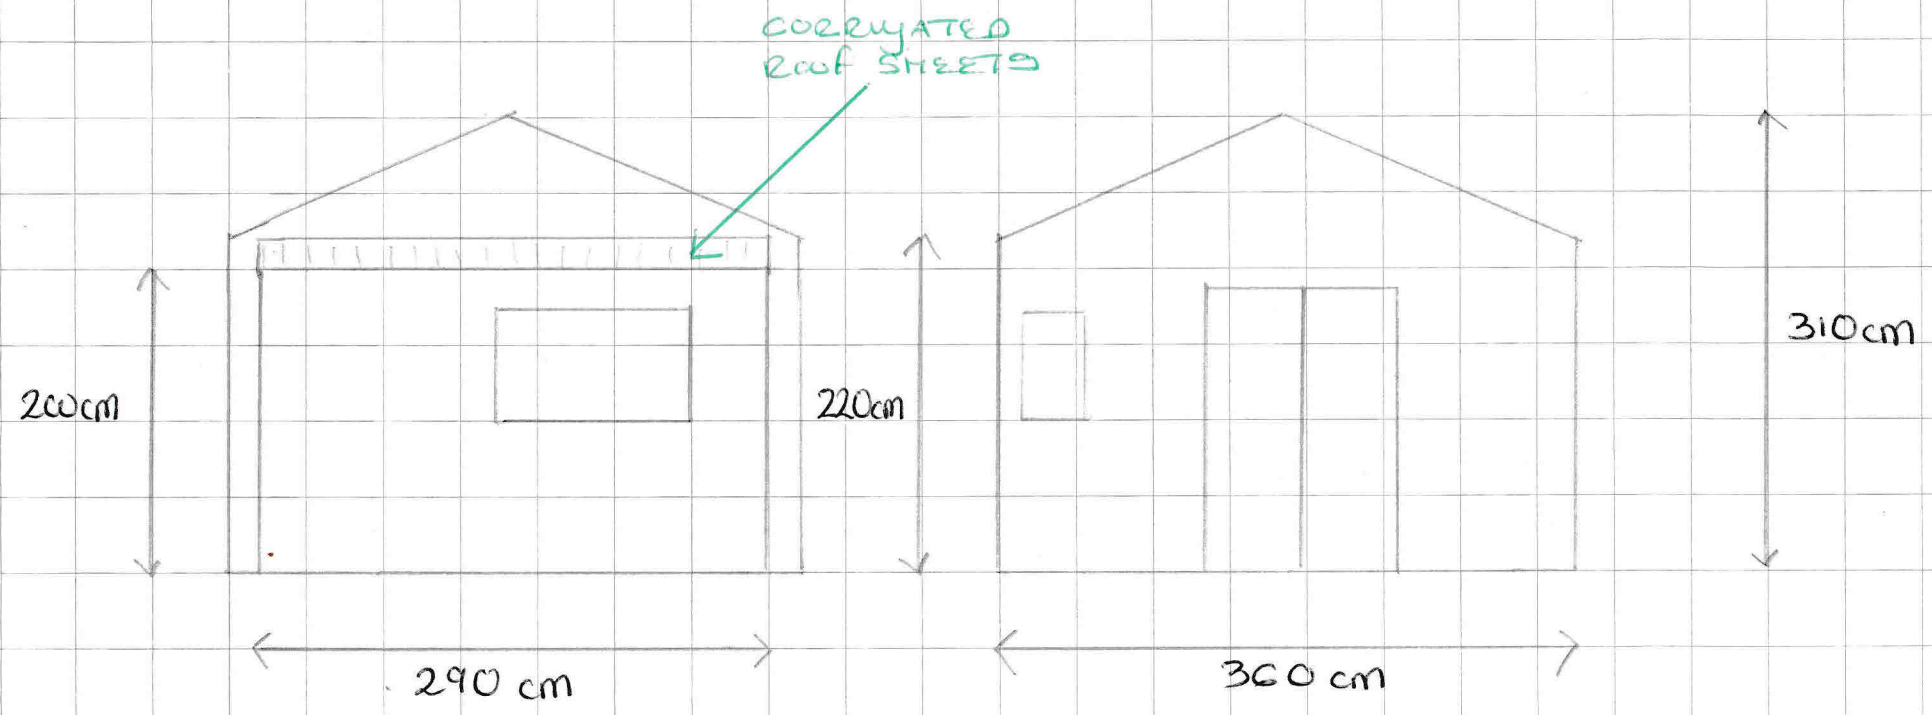 CORRUGATED
ROOF SHEETS
310cm
200cm
220cm
290 cm
360 cm